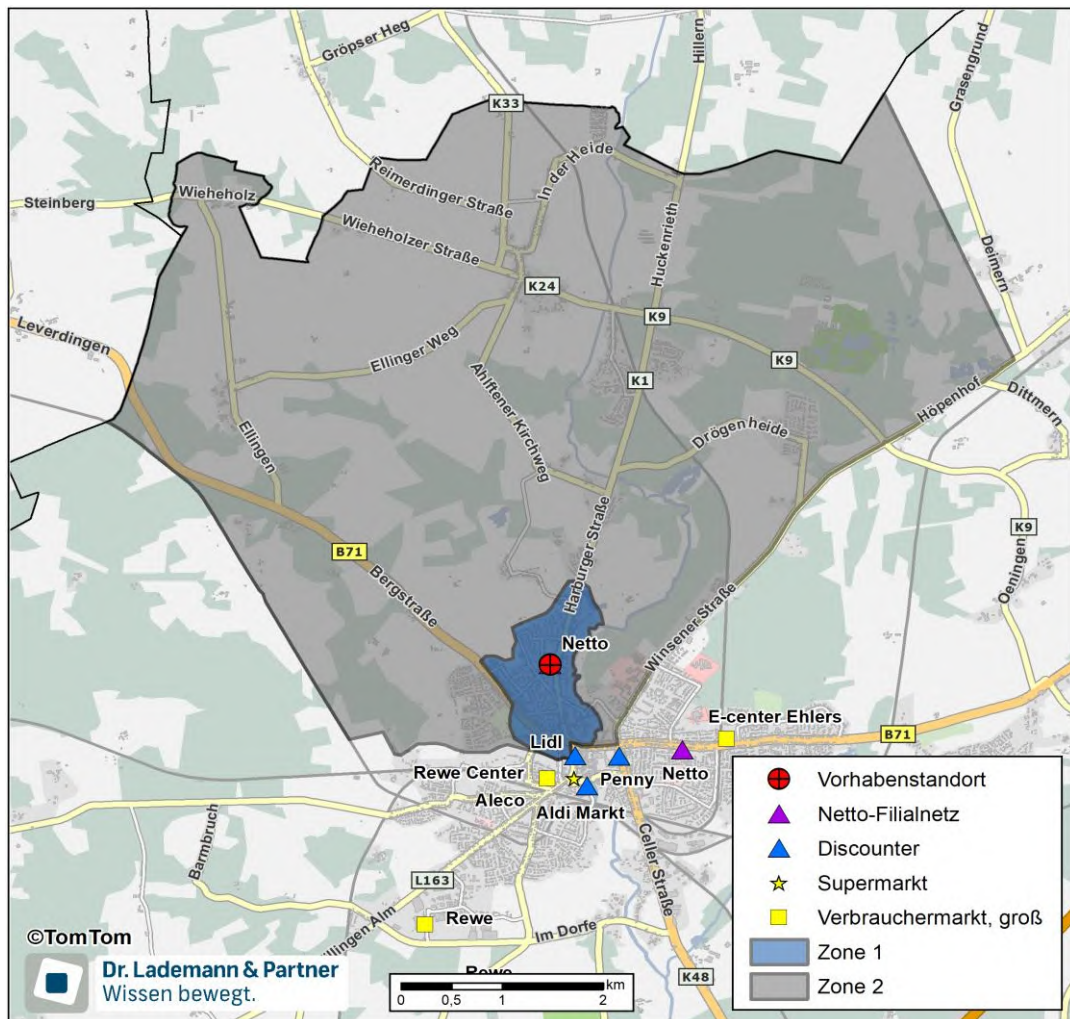 Gröpser Heg
Hillern
Grasengrund
K33
In der Heide
Reimerdinger Straße
Wieheholz
Steinberg
Wieheholzer Straße
Huckenrieth
Deimern
K24
K9
Leverdingen
Ellinger Weg
K9
K1
Ahlftener Kirchweg
Höpenhof
Dittmern
Drögenheide
Ellingen
Harburger Straße
K9
B71
Oeningen
Bergstraße
Winsener Straße
Netto
E-center Ehlers
Lidl
B71
Rewe Center
Penny
Netto
Aleco
Aldi Markt
Barmbruch
Celler Straße
L163
Rewe
Im Dorfe
K48
©TomTom
Dr. Lademann & Partner
Wissen bewegt.
km
0 0,5 1 2
Vorhabenstandort
Netto-Filialnetz
Discounter
Supermarkt
Verbrauchermarkt, groß
Zone 1
Zone 2